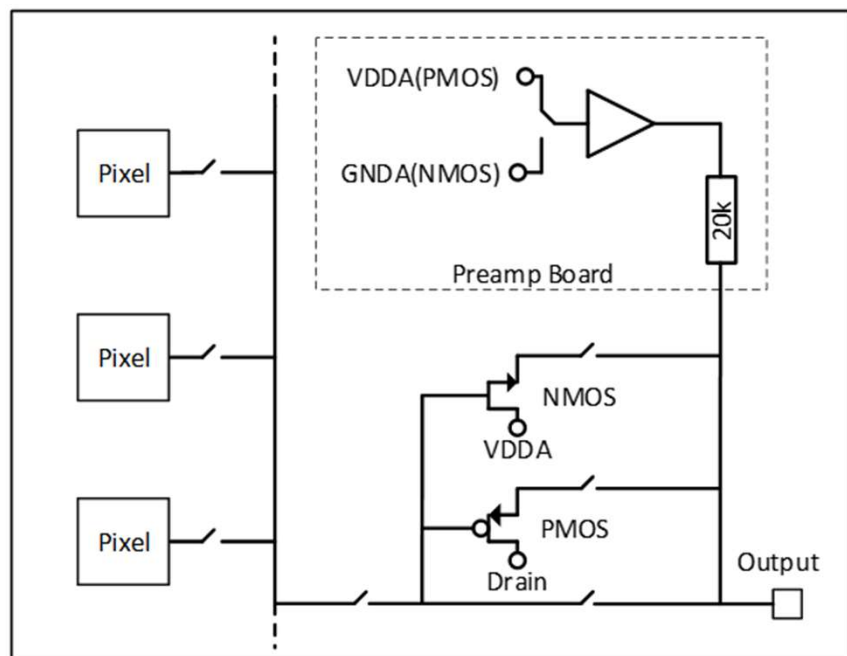 VDDA(PMOS)
Pixel
GNDA(NMOS)
20k
Preamp Board
Pixel
NMOS
VDDA
Pixel
PMOS
Drain
Output